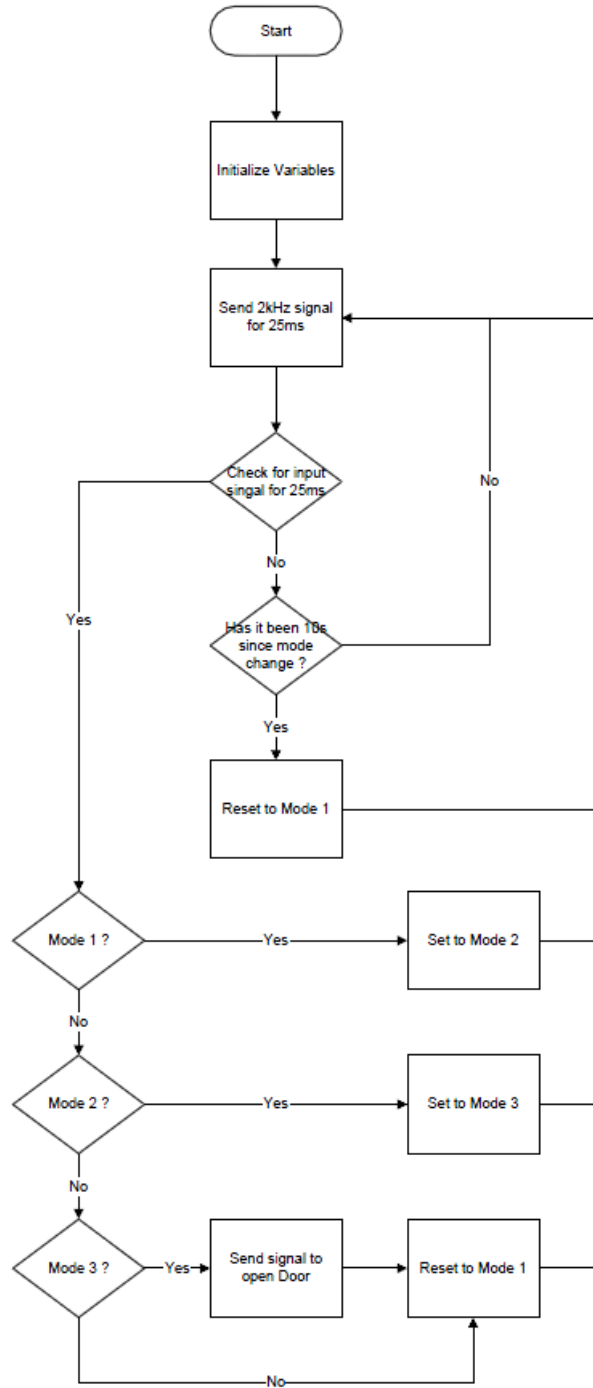 Start
Initialize Variables
Send 2kHz signal
for 25ms
Check for input
singal for 25ms
No
No
Yes
Has it been 10s
since mode
change ?
Yes
Reset to Mode 1
Mode 1 ?
Yes
Set to Mode 2
No
Mode 2 ?
Yes
Set to Mode 3
No
Mode 3 ?
Yes
Send signal to
open Door
Reset to Mode 1
No